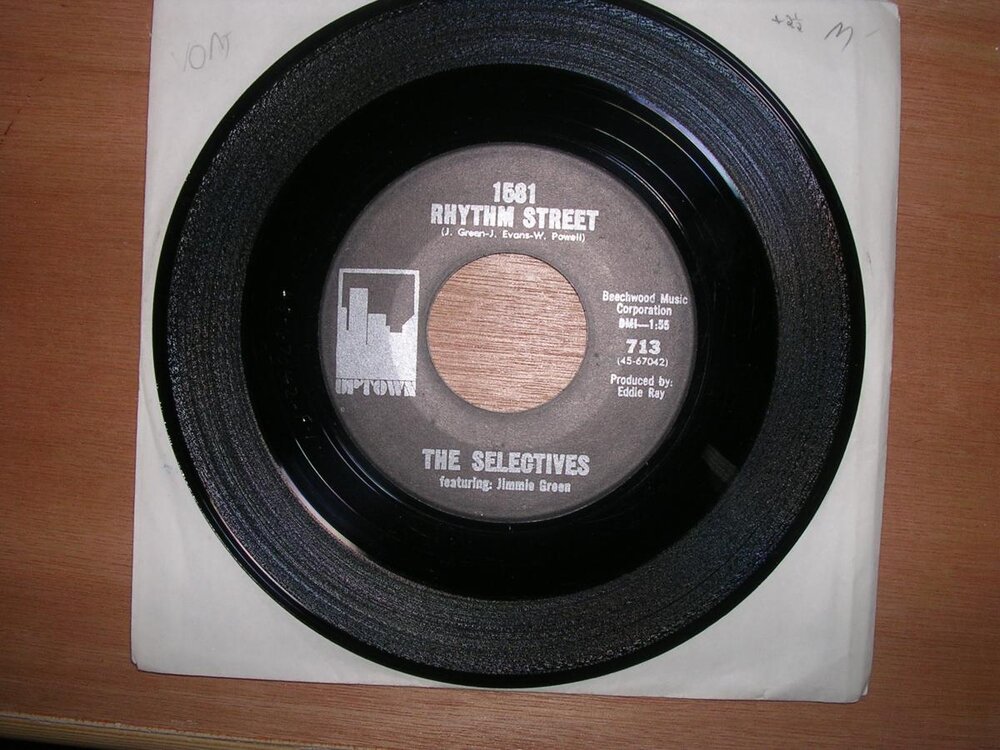 M
1581
RHYTHM STREET
(J. Green-J. Evans-W. Powell)
Beechwood Music
Corporation
BMI—1:55
713
(45-67042)
Produced by:
Eddie Ray
UPTOWN
THE SELECTIVES
featuring: Jimmie Green